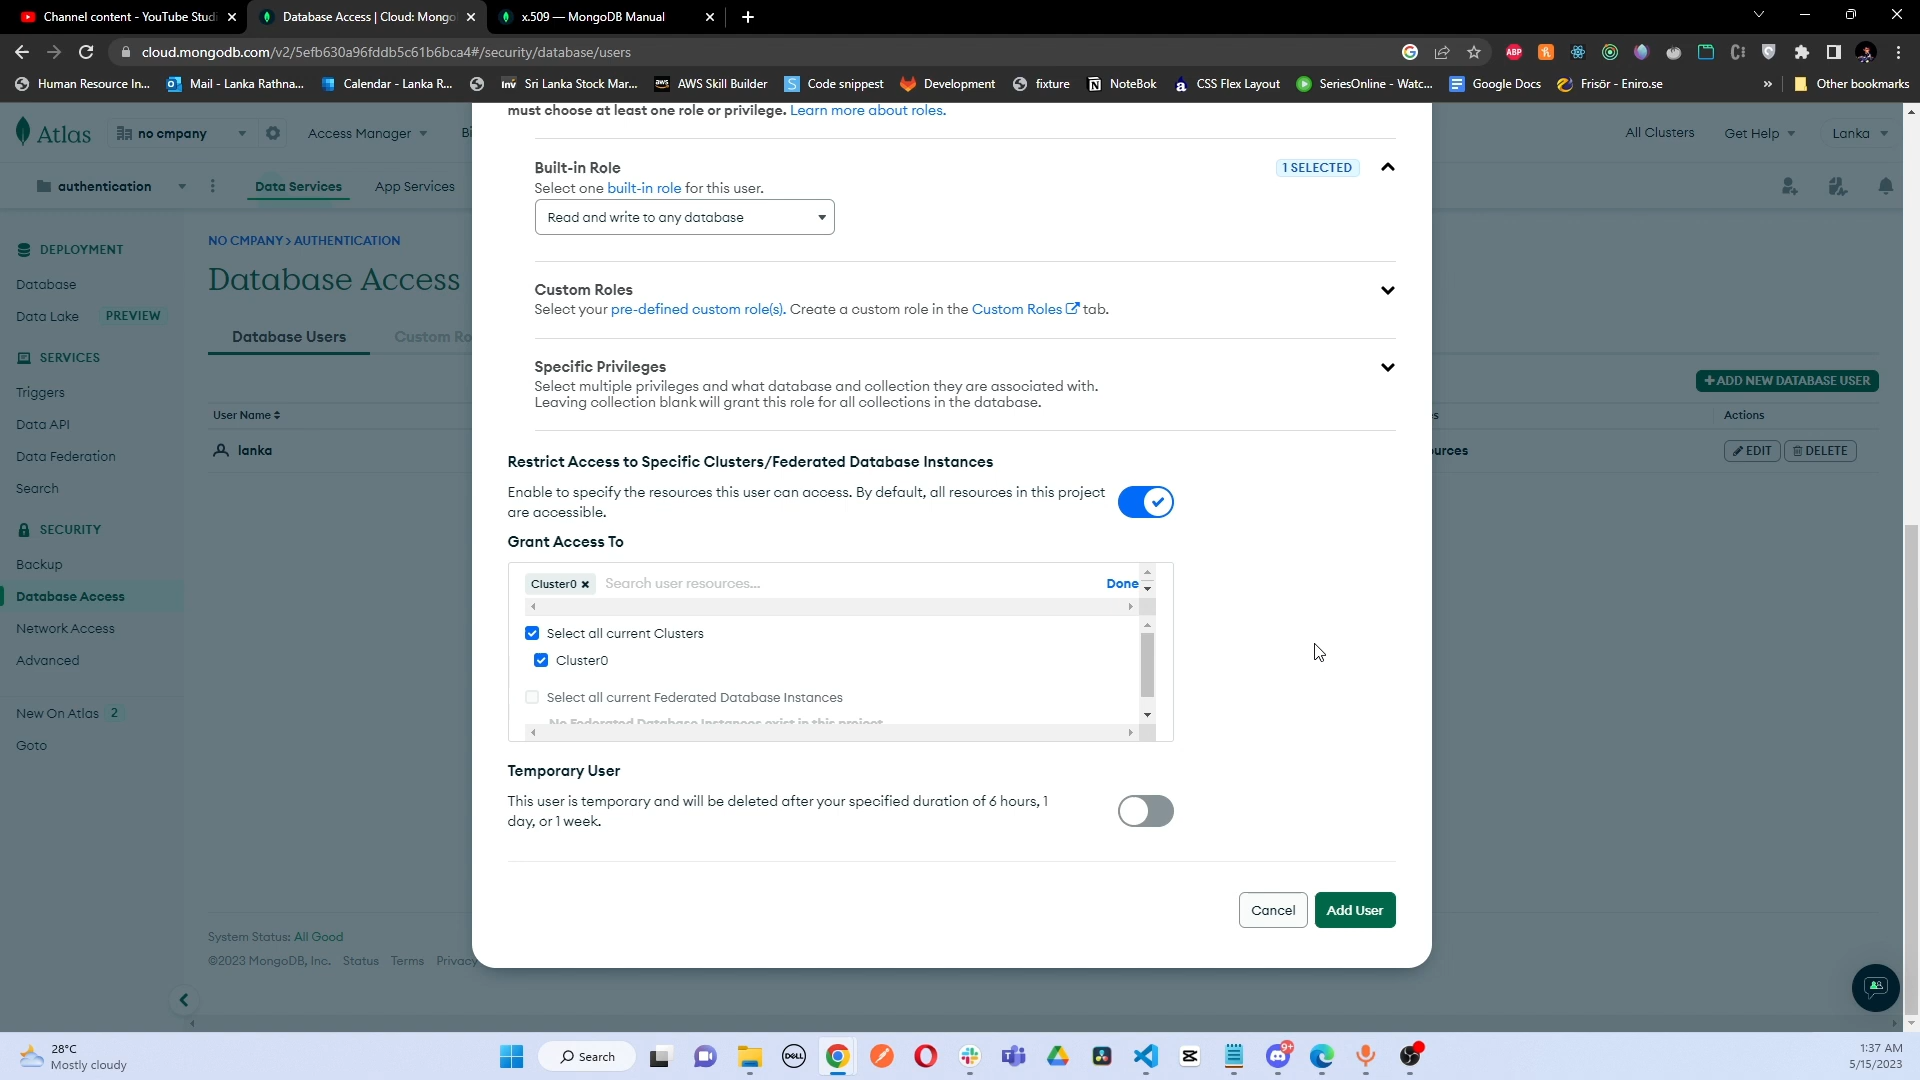 Channel content - YouTube Studi
Database Access | Cloud: Mongo
x.509 — MongoDB Manual
cloud.mongodb.com/v2/5efb630a96fddb5c61b6bca4#/security/database/users
Human Resource In...
Mail - Lanka Rathna...
Calendar - Lanka R...
Sri Lanka Stock Mar...
AWS Skill Builder
Code snippest
Development
fixture
NoteBok
CSS Flex Layout
SeriesOnline - Watc...
Google Docs
Frisör - Eniro.se
»
Other bookmarks
must choose at least one role or privilege. Learn more about roles.
Atlas
no cmpany
Access Manager
Bi
All Clusters
Get Help
Lanka
authentication
Data Services
App Services
Built-in Role
1 SELECTED
Select one built-in role for this user.
Read and write to any database
DEPLOYMENT
Database
Data Lake PREVIEW
SERVICES
Triggers
Data API
Data Federation
Search
SECURITY
Backup
Database Access
Network Access
Advanced
New On Atlas 2
Goto
NO CMPANY > AUTHENTICATION
Database Access
Database Users
Custom Ro
User Name
lanka
+ ADD NEW DATABASE USER
s
Actions
urces
EDIT
DELETE
Custom Roles
Select your pre-defined custom role(s). Create a custom role in the Custom Roles tab.
Specific Privileges
Select multiple privileges and what database and collection they are associated with.
Leaving collection blank will grant this role for all collections in the database.
Restrict Access to Specific Clusters/Federated Database Instances
Enable to specify the resources this user can access. By default, all resources in this project
are accessible.
Grant Access To
Cluster0 × Search user resources... Done
Select all current Clusters
Cluster0
Select all current Federated Database Instances
No Federated Database Instances exist in this project
Temporary User
This user is temporary and will be deleted after your specified duration of 6 hours, 1
day, or 1 week.
Cancel
Add User
System Status: All Good
©2023 MongoDB, Inc. Status Terms Privacy
28°C
Mostly cloudy
Search
DELL
9+
1:37 AM
5/15/2023